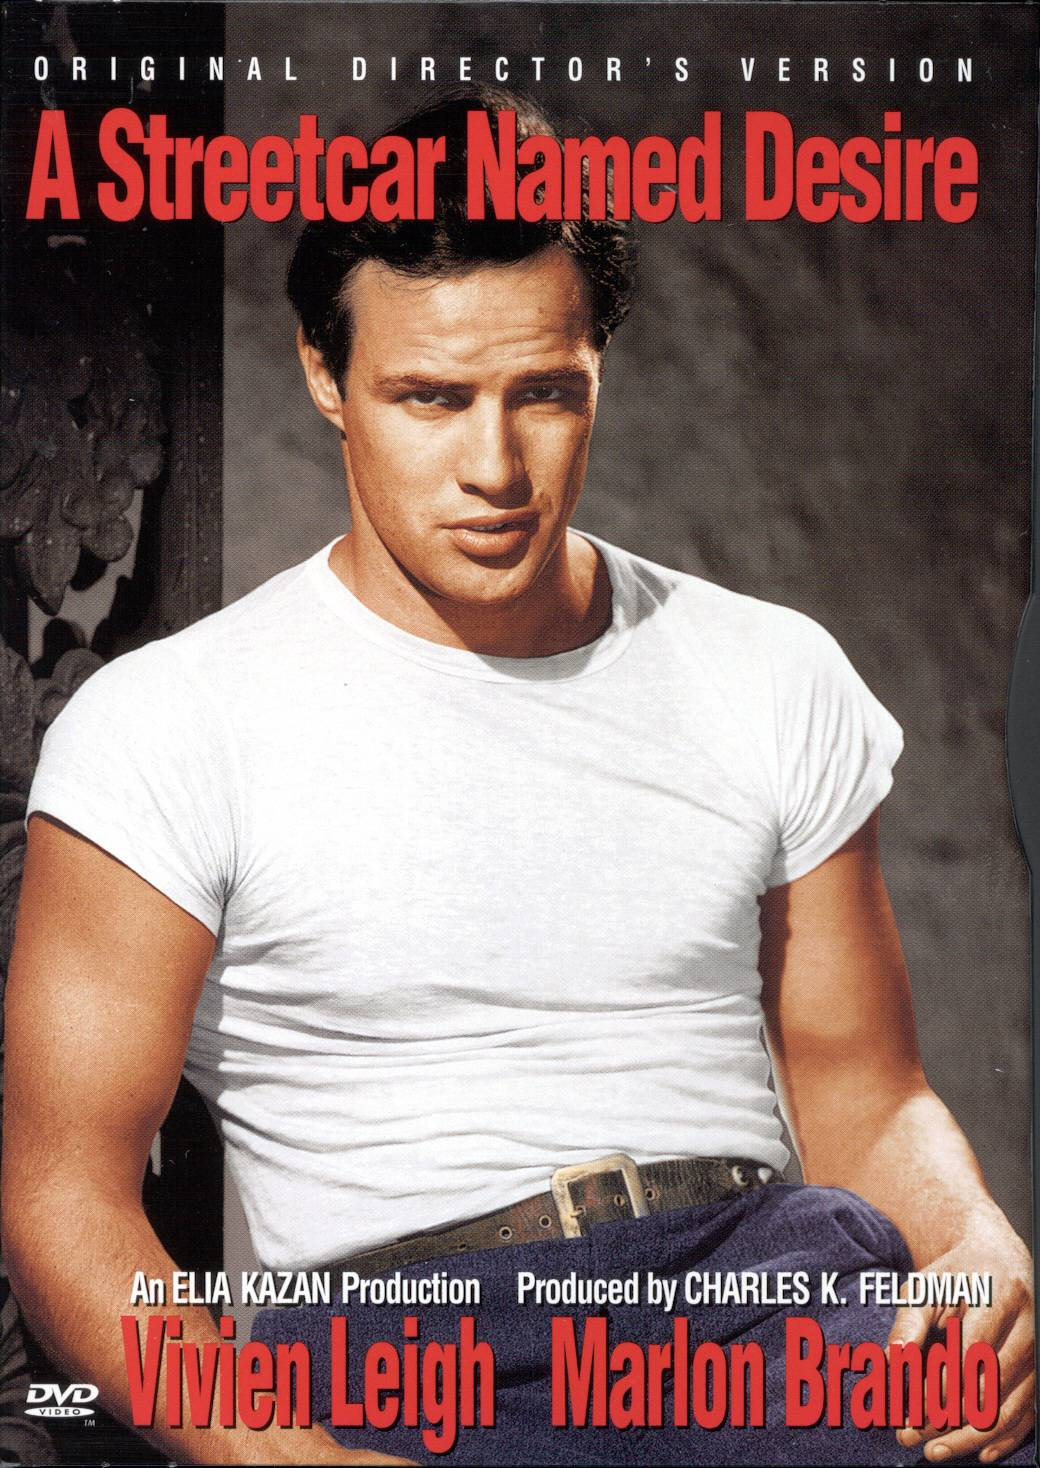 ORIGINAL DIRECTOR'S VERSION
A Streetcar Named Desire
An ELIA KAZAN Production Produced by CHARLES K. FELDMAN
Vivien Leigh Marlon Brando
DVD
VIDEO
TM